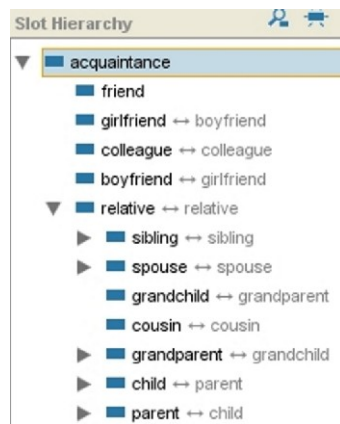 Slot Hierarchy
acquaintance
friend
girlfriend ↔ boyfriend
colleague ↔ colleague
boyfriend ↔ girlfriend
relative ↔ relative
sibling ↔ sibling
spouse ↔ spouse
grandchild ↔ grandparent
cousin ↔ cousin
grandparent ↔ grandchild
child ↔ parent
parent ↔ child